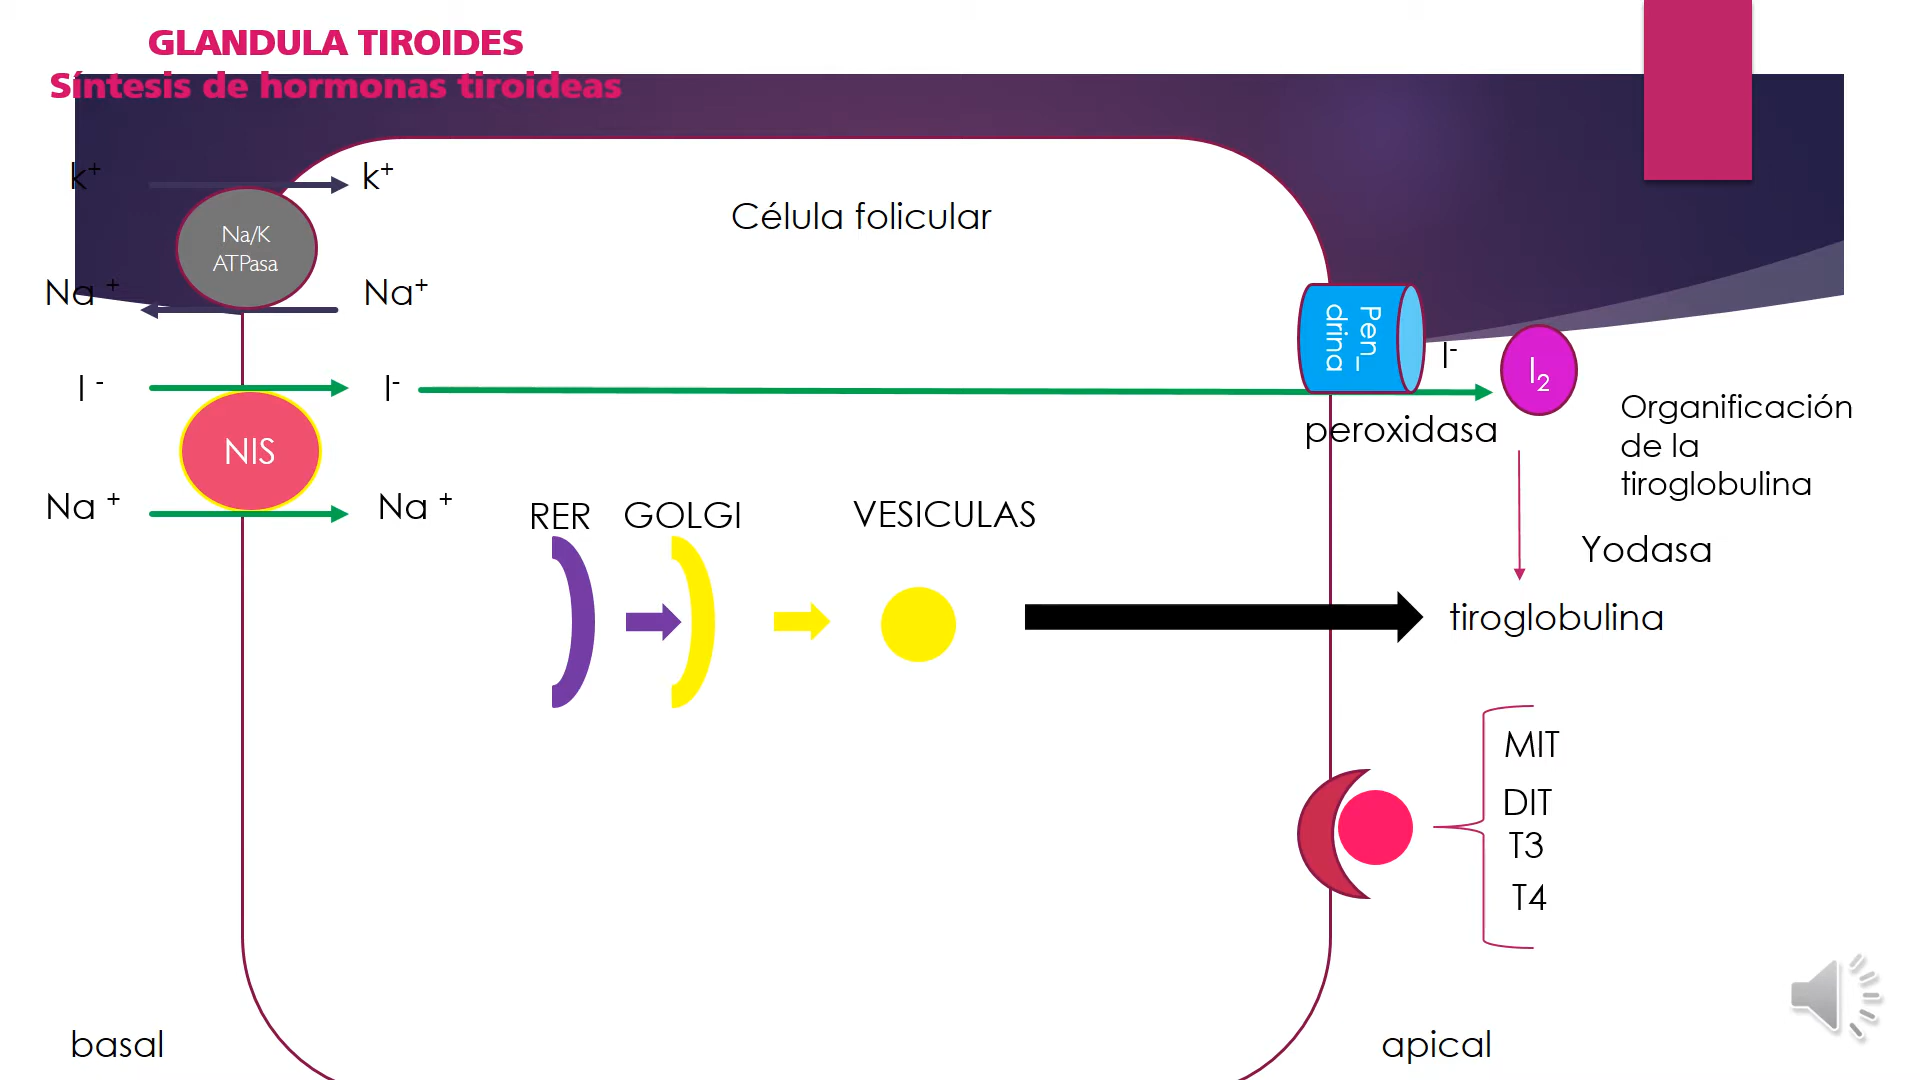 GLANDULA TIROIDES
Síntesis de hormonas tiroideas
k⁺
k⁺
Célula folicular
Na/K
ATPasa
Na ⁺
Na⁺
Pen_
drina
I⁻
I₂
I ⁻
I⁻
Organificación
de la
tiroglobulina
peroxidasa
NIS
Na ⁺
Na ⁺
RER
GOLGI
VESICULAS
Yodasa
tiroglobulina
MIT
DIT
T3
T4
basal
apical